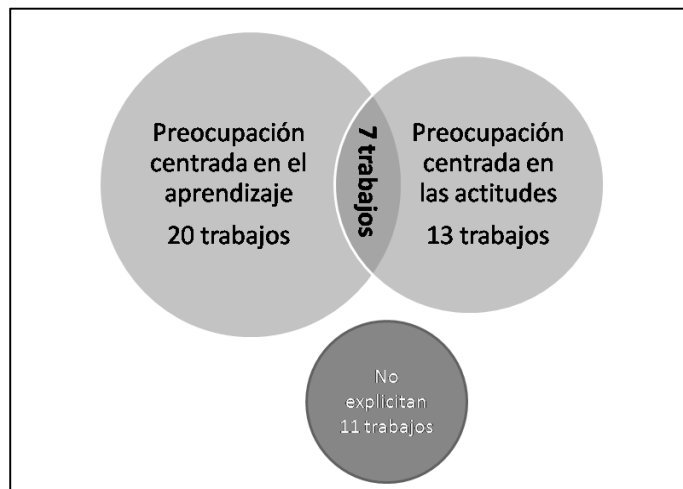 Preocupación
centrada en el
aprendizaje
20 trabajos
7 trabajos
Preocupación
centrada en
las actitudes
13 trabajos
No
explicitan
11 trabajos